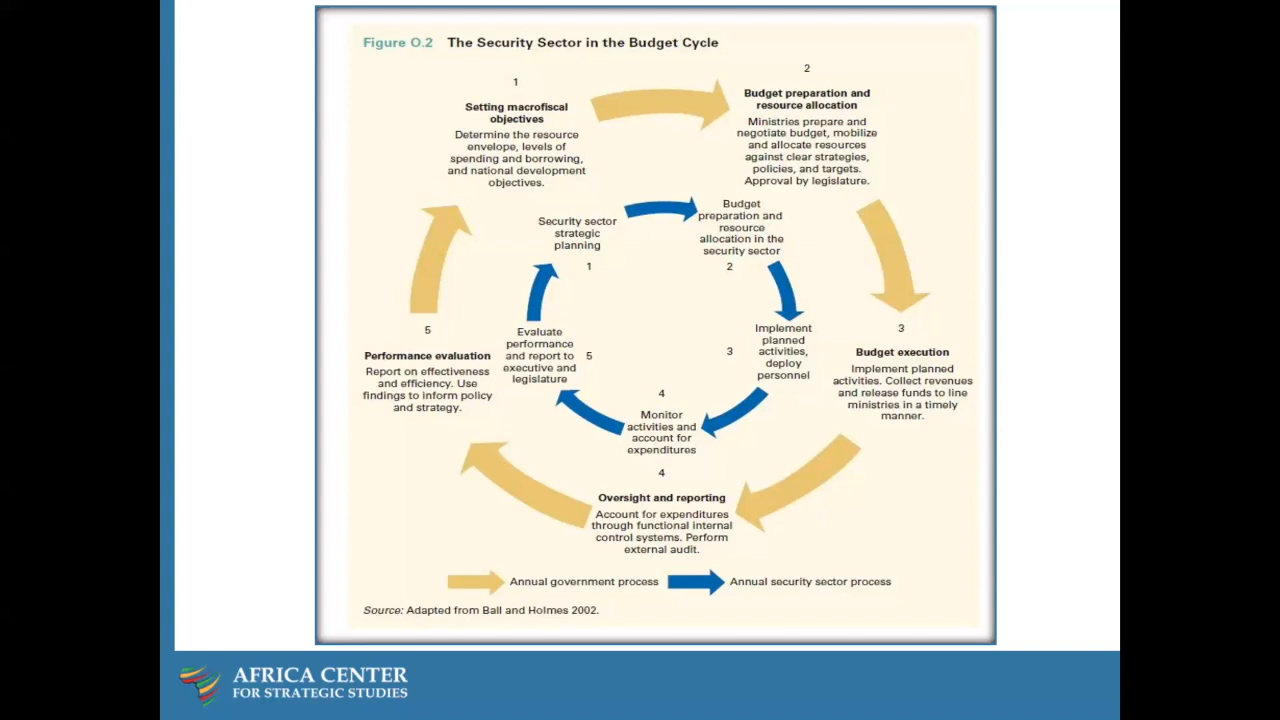 Figure O.2 The Security Sector in the Budget Cycle
1
Setting macrofiscal
objectives
Determine the resource
envelope, levels of
spending and borrowing,
and national development
objectives.
2
Budget preparation and
resource allocation
Ministries prepare and
negotiate budget, mobilize
and allocate resources
against clear strategies,
policies, and targets.
Approval by legislature.
Security sector
strategic
planning
1
Budget
preparation and
resource
allocation in the
security sector
2
Implement
planned
activities,
deploy
personnel
3
3
Budget execution
Implement planned
activities. Collect revenues
and release funds to line
ministries in a timely
manner.
5
Performance evaluation
Report on effectiveness
and efficiency. Use
findings to inform policy
and strategy.
Evaluate
performance
and report to
executive and
legislature
5
4
Monitor
activities and
account for
expenditures
4
Oversight and reporting
Account for expenditures
through functional internal
control systems. Perform
external audit.
Annual government process
Annual security sector process
Source: Adapted from Ball and Holmes 2002.
AFRICA CENTER
FOR STRATEGIC STUDIES